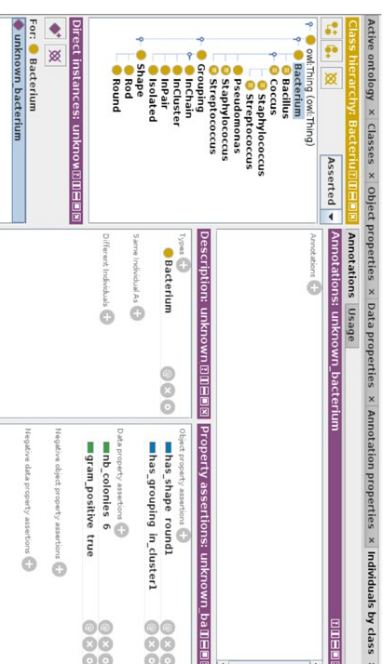 Active ontology × Classes × Object properties × Data properties × Annotation properties × Individuals by class
Class hierarchy: Bacteriu
Asserted
owl:Thing (owl:Thing)
Bacterium
Bacillus
Coccus
Staphylococcus
Streptococcus
Pseudomonas
Staphylococcus
Streptococcus
Grouping
InChain
InCluster
InPair
Isolated
Shape
Rod
Round
Direct instances: unknow
For: Bacterium
unknown_bacterium
Annotations Usage
Annotations: unknown_bacterium
Annotations
Description: unknown
Types
Bacterium
Same Individual As
Different Individuals
Property assertions: unknown_ba
Object property assertions
has_shape round1
has_grouping in_cluster1
Data property assertions
nb_colonies 6
gram_positive true
Negative object property assertions
Negative data property assertions